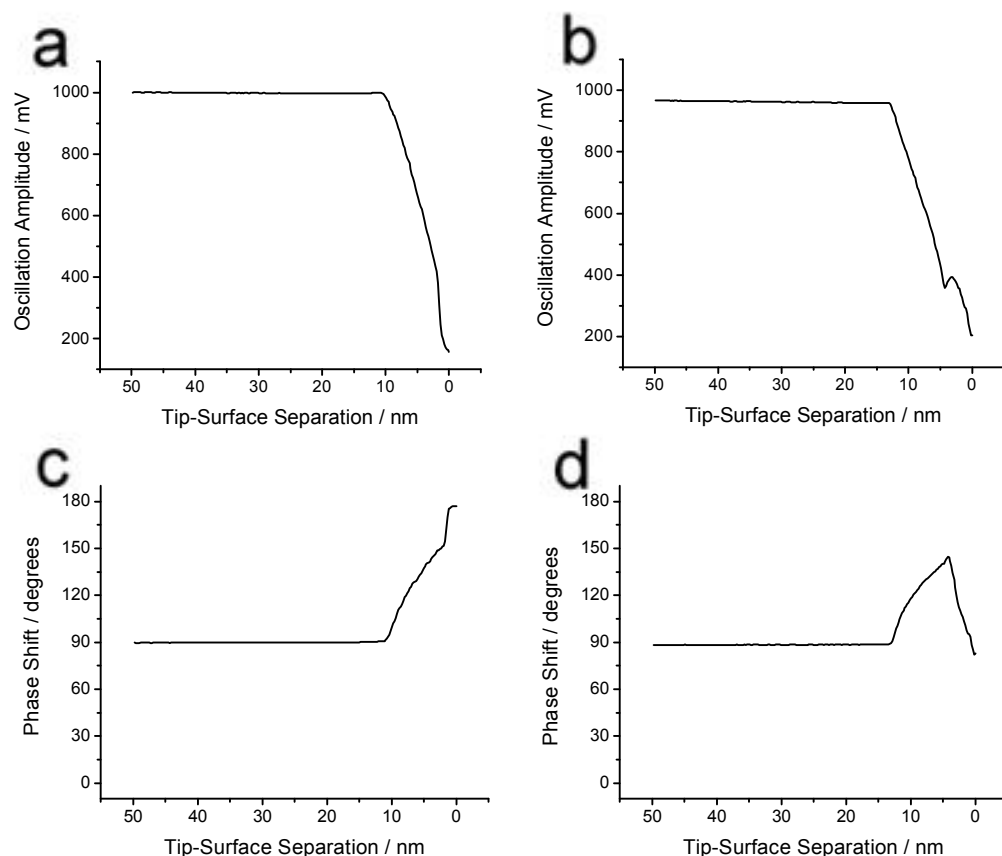 a
Oscillation Amplitude / mV
1000
800
600
400
200
50 40 30 20 10 0
Tip-Surface Separation / nm
b
Oscillation Amplitude / mV
1000
800
600
400
200
50 40 30 20 10 0
Tip-Surface Separation / nm
c
Phase Shift / degrees
180
150
120
90
60
30
0
50 40 30 20 10 0
Tip-Surface Separation / nm
d
Phase Shift / degrees
180
150
120
90
60
30
0
50 40 30 20 10 0
Tip-Surface Separation / nm